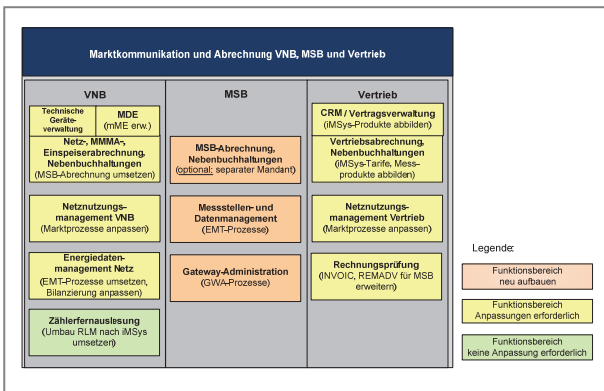 Marktkommunikation und Abrechnung VNB, MSB und Vertrieb
VNB
Technische
Geräte-
verwaltung
MDE
(mME erw.)
Netz-, MMMA-,
Einspeiserabrechnung,
Nebenbuchhaltungen
(MSB-Abrechnung umsetzen)
Netznutzungs-
management VNB
(Marktprozesse anpassen)
Energiedaten-
management Netz
(EMT-Prozesse umsetzen,
Bilanzierung anpassen)
Zählerfernauslesung
(Umbau RLM nach iMSys
umsetzen)
MSB
MSB-Abrechnung,
Nebenbuchhaltungen
(optional; separater Mandant)
Messstellen- und
Datenmanagement
(EMT-Prozesse)
Gateway-Administration
(GWA-Prozesse)
Vertrieb
CRM / Vertragsverwaltung
(iMSys-Produkte abbilden)
Vertriebsabrechnung,
Nebenbuchhaltungen
(iMSys-Tarife, Mess-
produkte abbilden)
Netznutzungs-
management Vertrieb
(Marktprozesse anpassen)
Rechnungsprüfung
(INVOIC, REMADV für MSB
erweitern)
Legende:
Funktionsbereich
neu aufbauen
Funktionsbereich
Anpassungen erforderlich
Funktionsbereich
keine Anpassung erforderlich